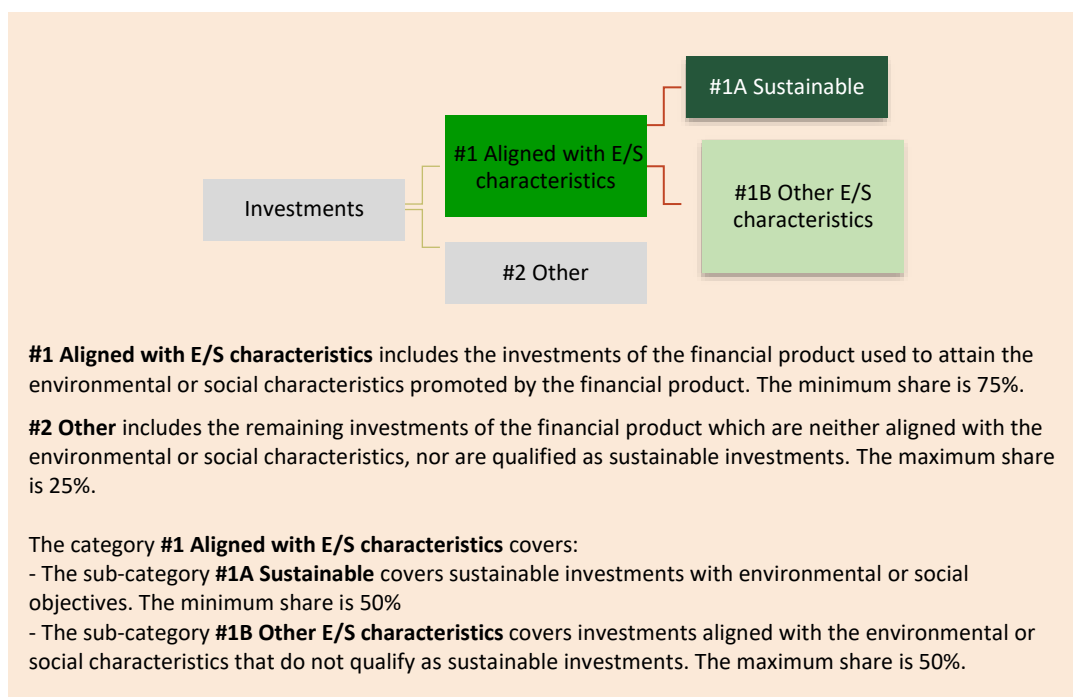 #1A Sustainable
#1 Aligned with E/S
characteristics
#1B Other E/S
characteristics
Investments
#2 Other
#1 Aligned with E/S characteristics includes the investments of the financial product used to attain the
environmental or social characteristics promoted by the financial product. The minimum share is 75%.
#2 Other includes the remaining investments of the financial product which are neither aligned with the
environmental or social characteristics, nor are qualified as sustainable investments. The maximum share
is 25%.
The category #1 Aligned with E/S characteristics covers:
- The sub-category #1A Sustainable covers sustainable investments with environmental or social
objectives. The minimum share is 50%
- The sub-category #1B Other E/S characteristics covers investments aligned with the environmental or
social characteristics that do not qualify as sustainable investments. The maximum share is 50%.